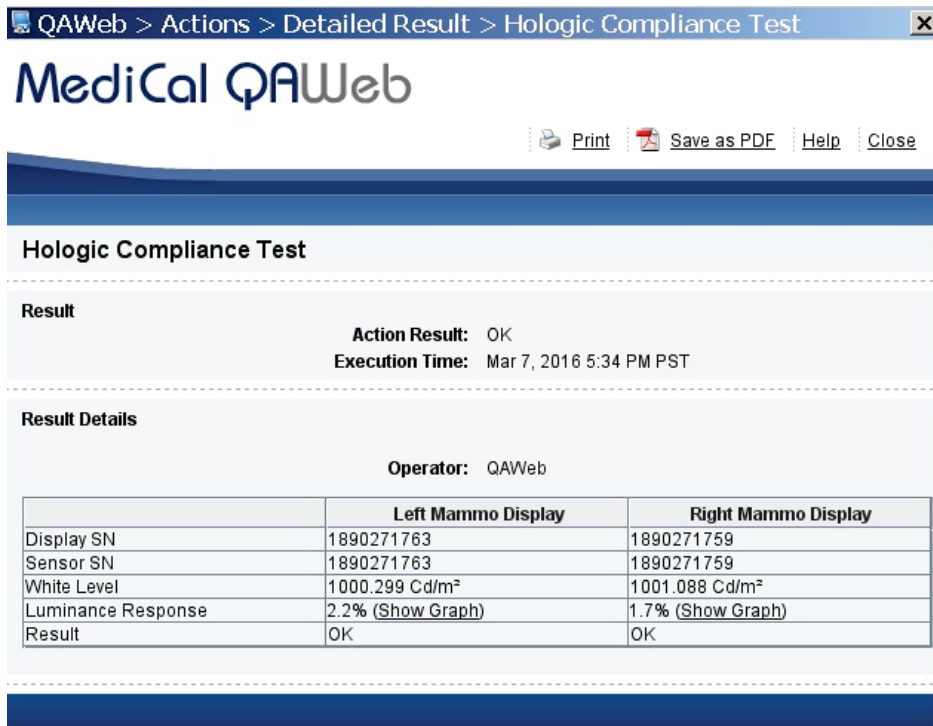 QAWeb > Actions > Detailed Result > Hologic Compliance Test
MediCal QAWeb
Print Save as PDF Help Close
Hologic Compliance Test
Result
Action Result: OK
Execution Time: Mar 7, 2016 5:34 PM PST
Result Details
Operator: QAWeb
Left Mammo Display Right Mammo Display
Display SN 1890271763 1890271759
Sensor SN 1890271763 1890271759
White Level 1000.299 Cd/m² 1001.088 Cd/m²
Luminance Response 2.2% (Show Graph) 1.7% (Show Graph)
Result OK OK